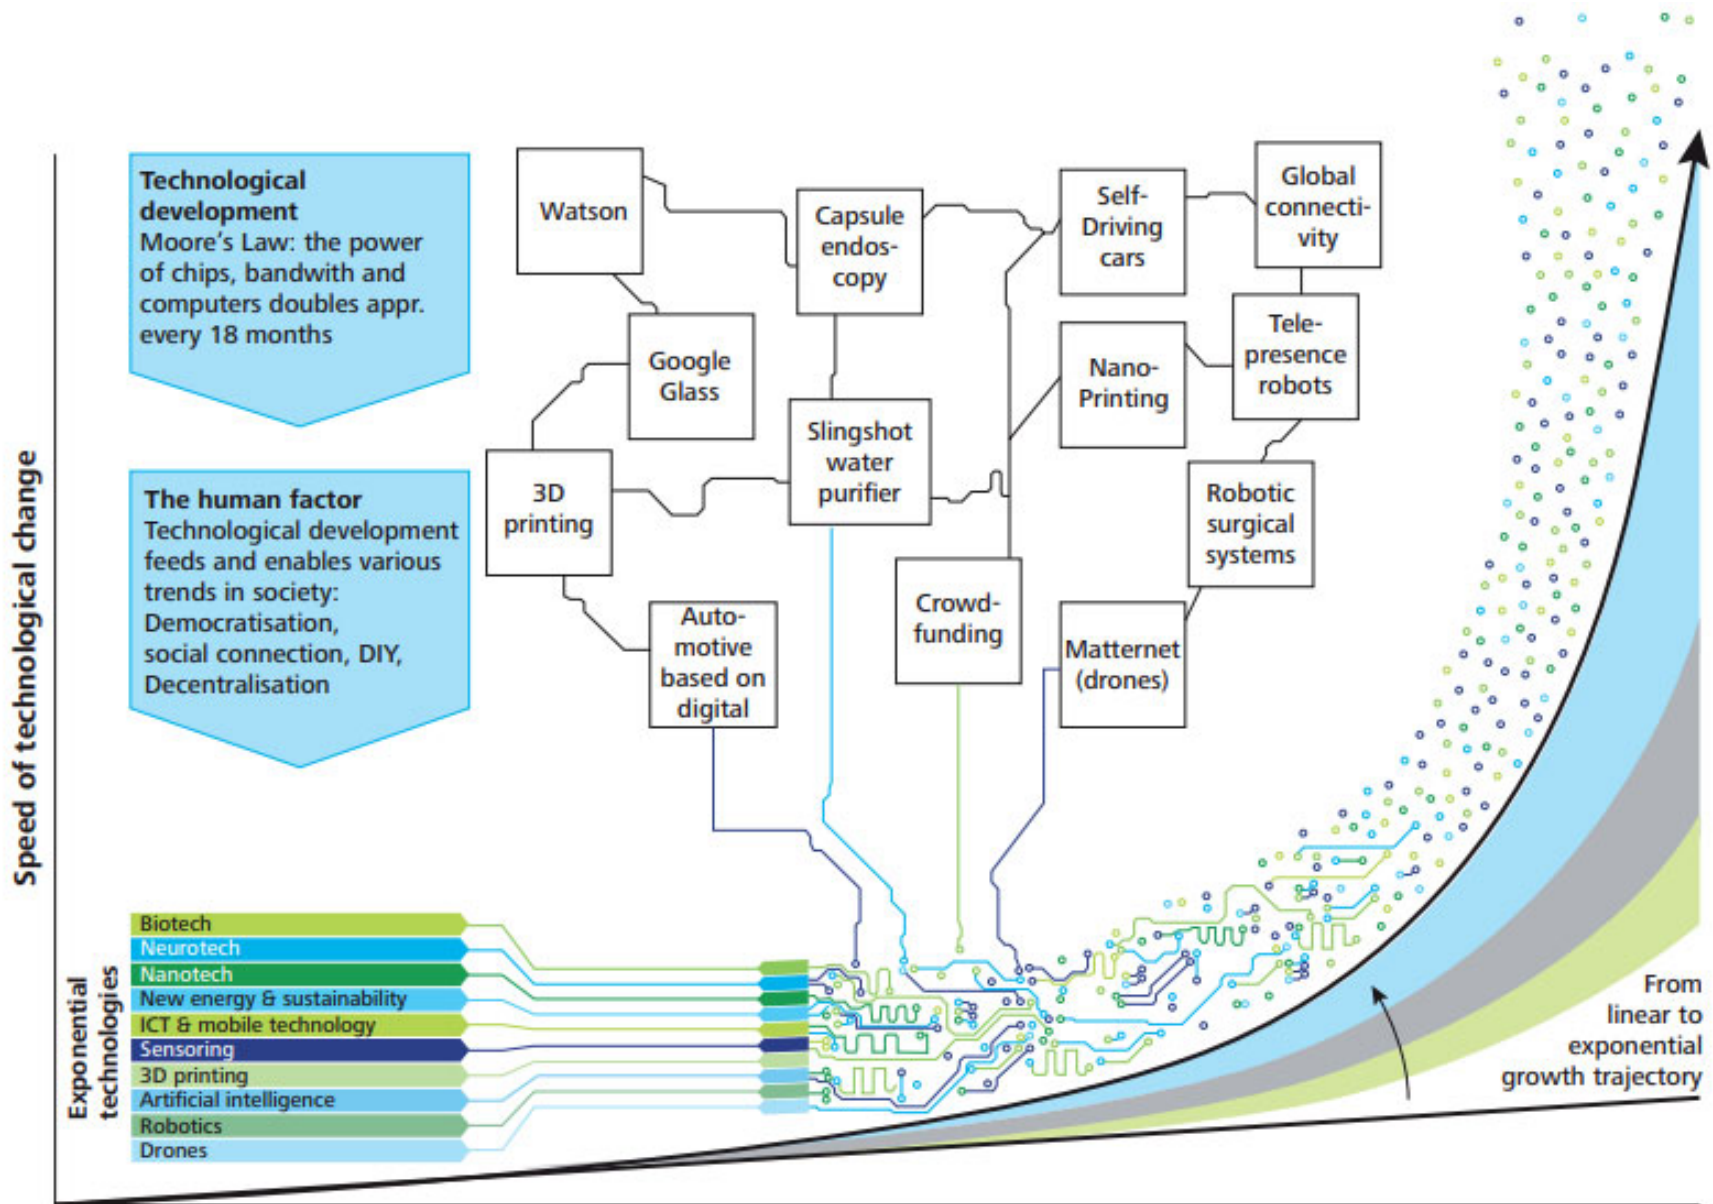 Technological
development
Moore's Law: the power
of chips, bandwith and
computers doubles appr.
every 18 months
The human factor
Technological development
feeds and enables various
trends in society:
Democratisation,
social connection, DIY,
Decentralisation
Speed of technological change
Watson
Capsule
endos-
copy
Self-
Driving
cars
Global
connecti-
vity
Google
Glass
Nano-
Printing
Tele-
presence
robots
3D
printing
Slingshot
water
purifier
Robotic
surgical
systems
Auto-
motive
based on
digital
Crowd-
funding
Matternet
(drones)
Exponential
technologies
Biotech
Neurotech
Nanotech
New energy & sustainability
ICT & mobile technology
Sensoring
3D printing
Artificial intelligence
Robotics
Drones
From
linear to
exponential
growth trajectory